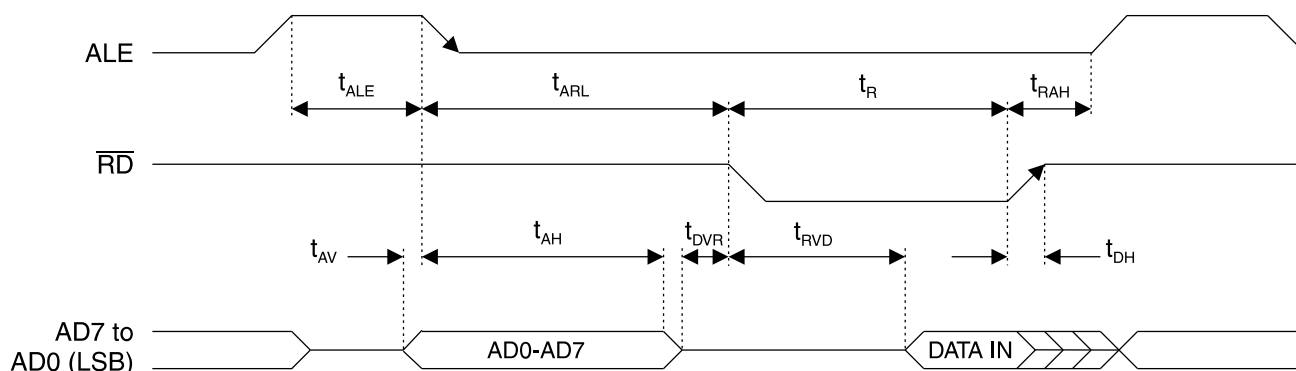 ALE
tALE tARL tR tRAH
RD
tAV tAH tDVR tRVD tDH
AD7 to
AD0 (LSB)
AD0-AD7 DATA IN